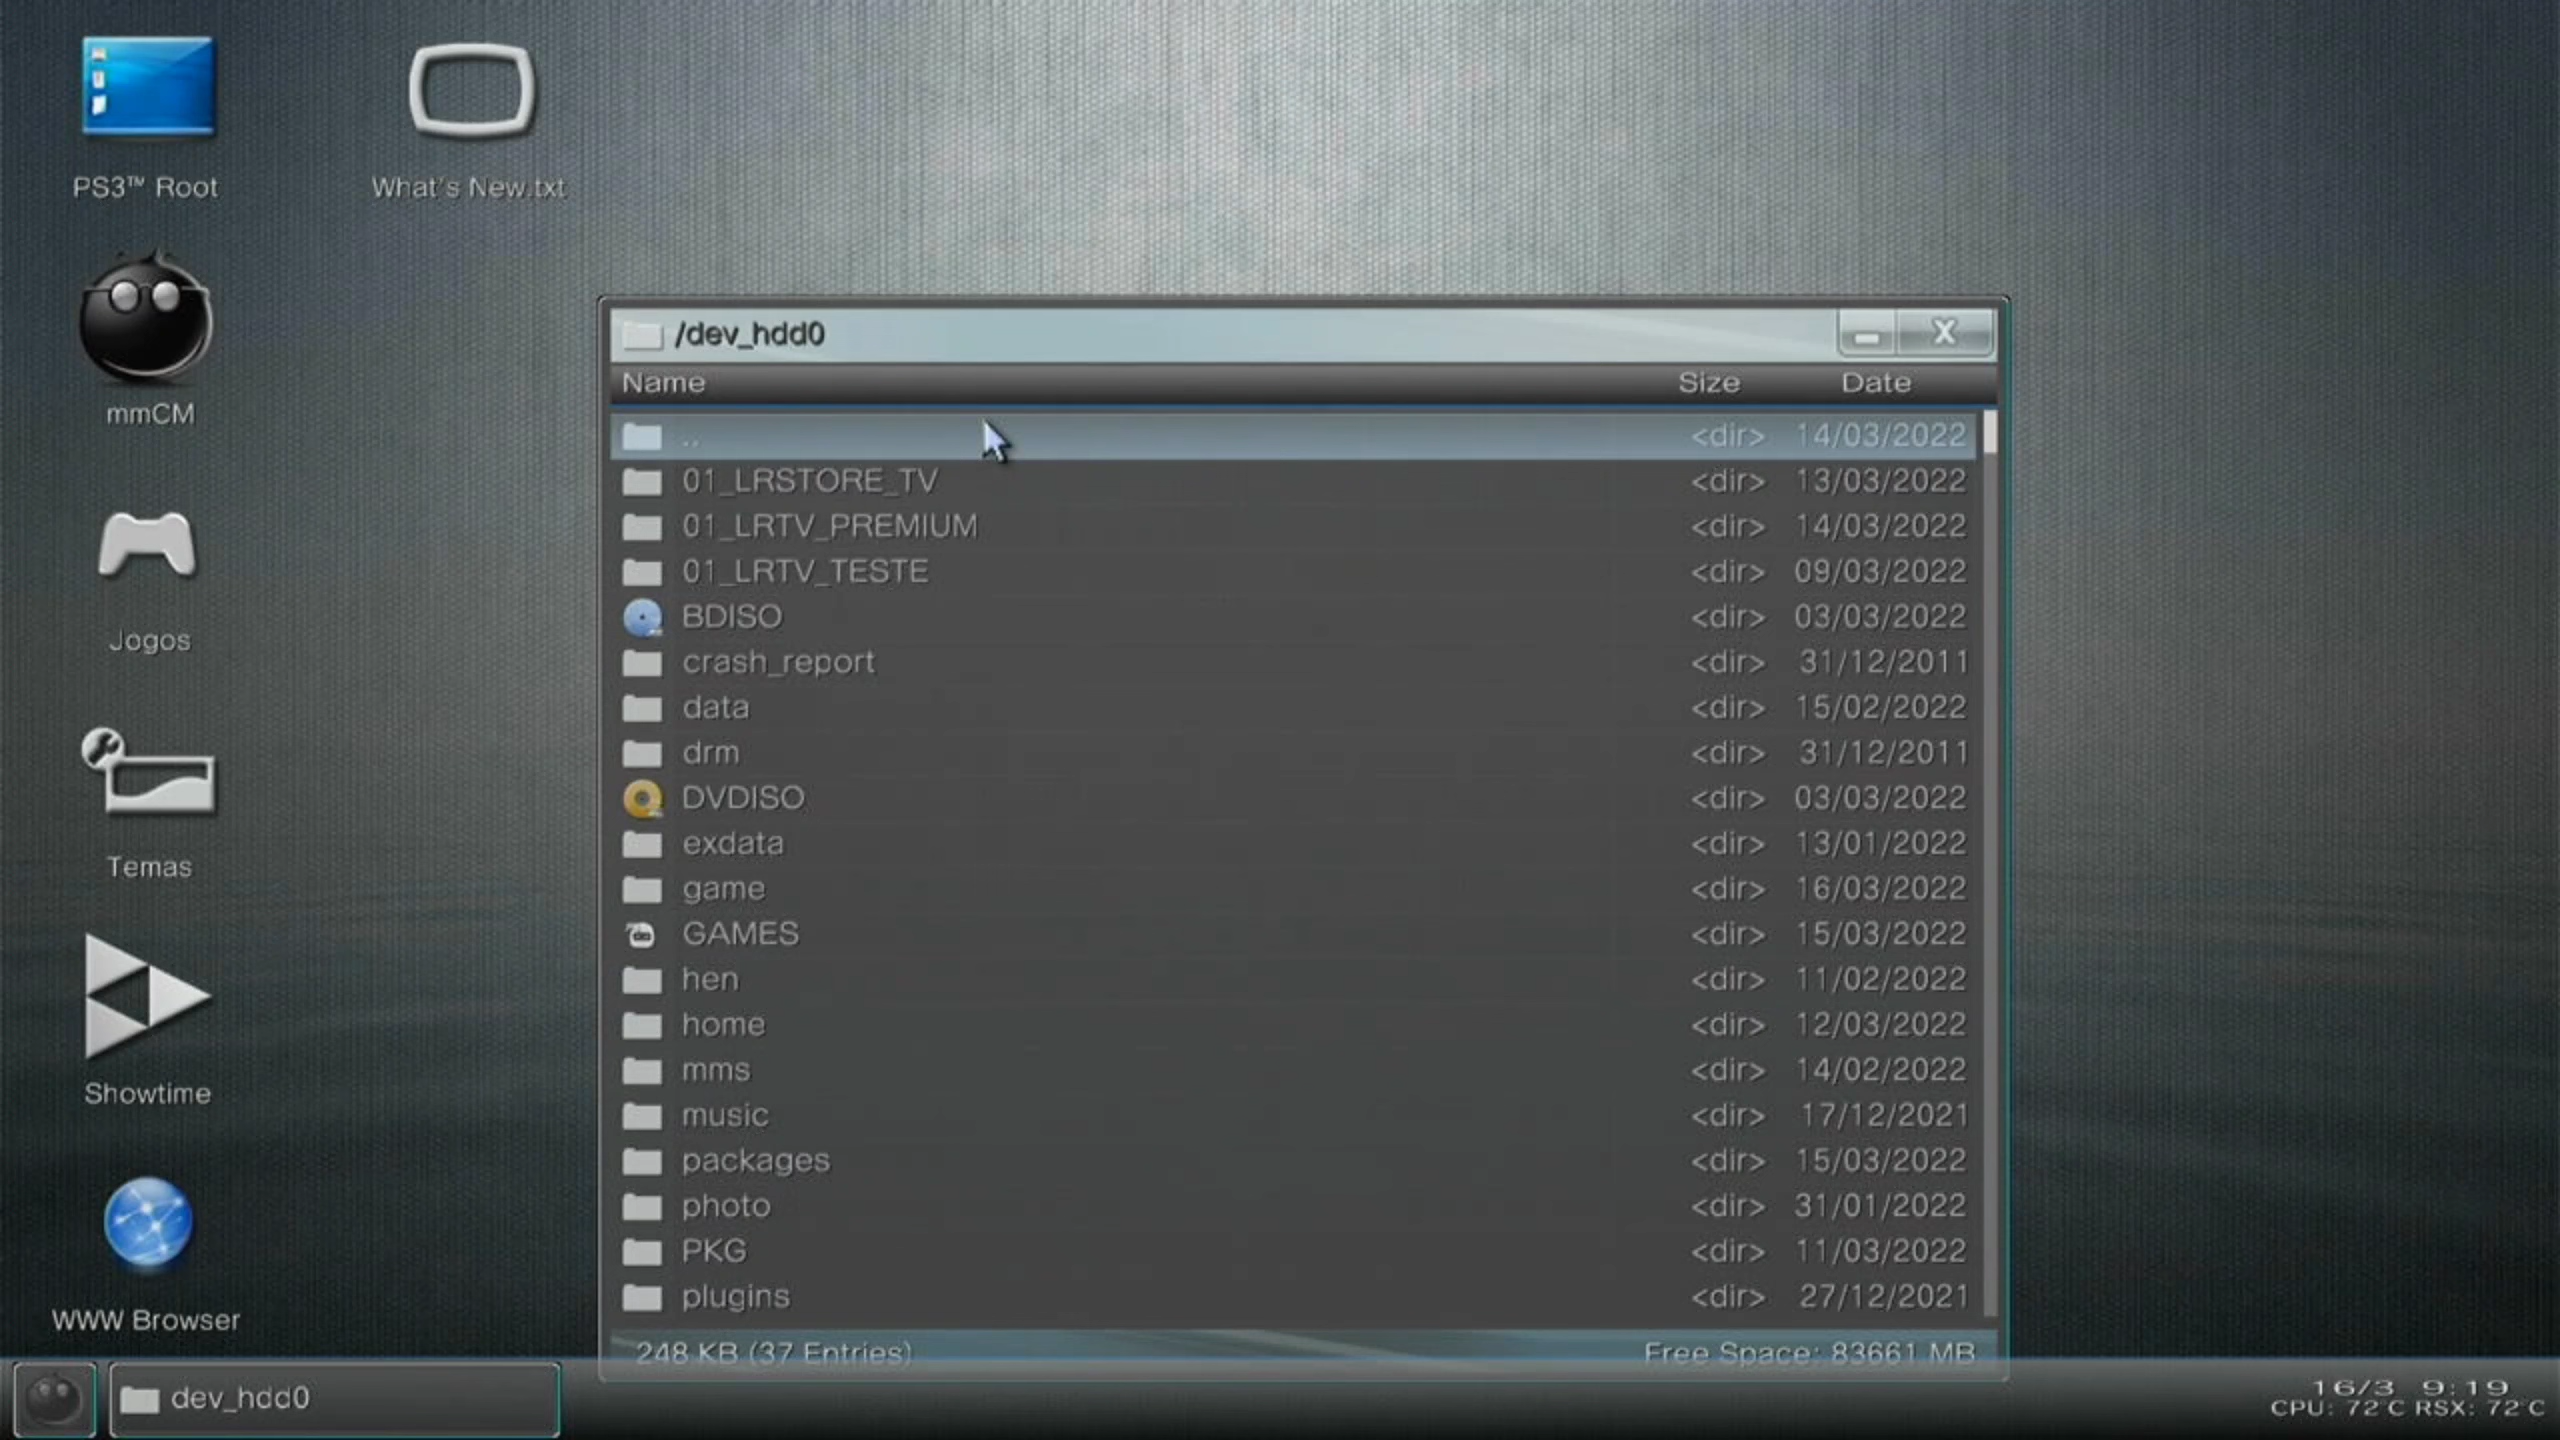 PS3™ Root
What's New.txt
mmCM
Jogos
Temas
Showtime
WWW Browser
/dev_hdd0
X
Name Size Date
.. <dir> 14/03/2022
01_LRSTORE_TV <dir> 13/03/2022
01_LRTV_PREMIUM <dir> 14/03/2022
01_LRTV_TESTE <dir> 09/03/2022
BDISO <dir> 03/03/2022
crash_report <dir> 31/12/2011
data <dir> 15/02/2022
drm <dir> 31/12/2011
DVDISO <dir> 03/03/2022
exdata <dir> 13/01/2022
game <dir> 16/03/2022
GAMES <dir> 15/03/2022
hen <dir> 11/02/2022
home <dir> 12/03/2022
mms <dir> 14/02/2022
music <dir> 17/12/2021
packages <dir> 15/03/2022
photo <dir> 31/01/2022
PKG <dir> 11/03/2022
plugins <dir> 27/12/2021
248 KB (37 Entries) Free Space: 83661 MB
dev_hdd0
16/3 9:19
CPU: 72°C RSX: 72°C